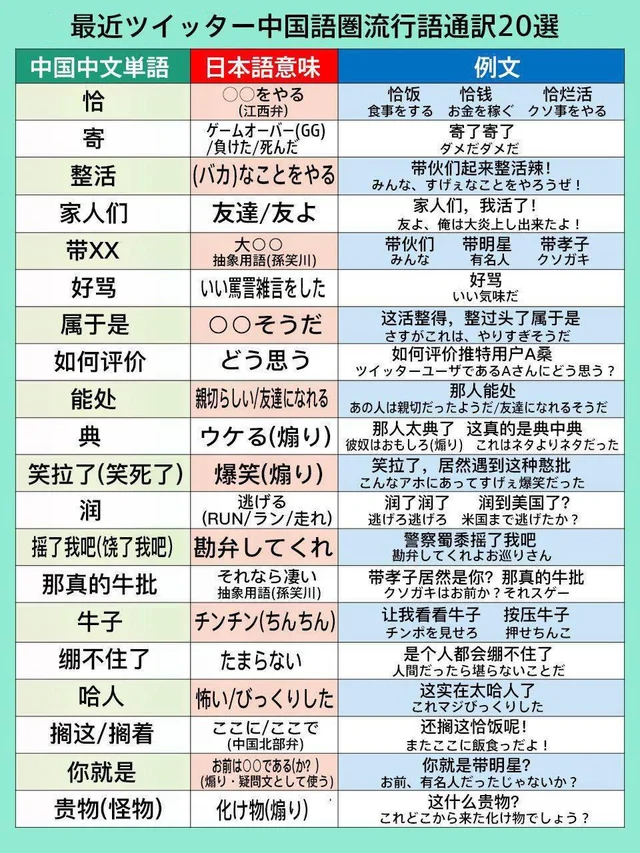 最近ツイッター中国語圏流行語通訳20選
中国中文単語 日本語意味 例文
恰 ○○をやる 恰饭 恰钱 恰烂活
(江西弁) 食事をする お金を稼ぐ クソ事をやる
寄 ゲームオーバー(GG) 寄了寄了
/負けた/死んだ ダメだダメだ
整活 (バカ)なことをやる 带伙们起来整活辣!
みんな、すげぇなことをやろうぜ!
家人们 友達/友よ 家人们，我活了!
友よ、俺は大炎上し出来たよ!
带XX 大○○ 带伙们 带明星 带孝子
抽象用語(孫笑川) みんな 有名人 クソガキ
好骂 いい罵詈雑言をした 好骂
いい気味だ
属于是 ○○そうだ 这活整得，整过头了属于是
さすがこれは、やりすぎそうだ
如何评价 どう思う 如何评价推特用户A桑
ツイッターユーザであるAさんにどう思う?
能处 親切らしい/友達になれる 那人能处
あの人は親切だったようだ/友達になれるそうだ
典 ウケる(煽り) 那人太典了 这真的是典中典
彼奴はおもしろ(煽り) これはネタよりネタだった
笑拉了(笑死了) 爆笑(煽り) 笑拉了，居然遇到这种憨批
こんなアホにあってすげぇ爆笑だった
润 逃げる 润了润了 润到美国了?
(RUN/ラン/走れ) 逃げろ逃げろ 米国まで逃げたか?
摇了我吧(饶了我吧) 勘弁してくれ 警察蜀黍摇了我吧
勘弁してくれよお巡りさん
那真的牛批 それなら凄い 带孝子居然是你? 那真的牛批
抽象用語(孫笑川) クソガキはお前か? それスゲー
牛子 チンチン(ちんちん) 让我看看牛子 按压牛子
チンポを見せろ 押せちんこ
绷不住了 たまらない 是个人都会绷不住了
人間だったら堪らないことだ
哈人 怖い/びっくりした 这实在太哈人了
これマジびっくりした
搁这/搁着 ここに/ここで 还搁这恰饭呢!
(中国北部弁) またここに飯食っただよ!
你就是 お前は○○である(か?) 你就是带明星?
(煽り・疑問文として使う) お前、有名人だったじゃないか?
贵物(怪物) 化け物(煽り) 这什么贵物?
これどこから来た化け物でしょう?